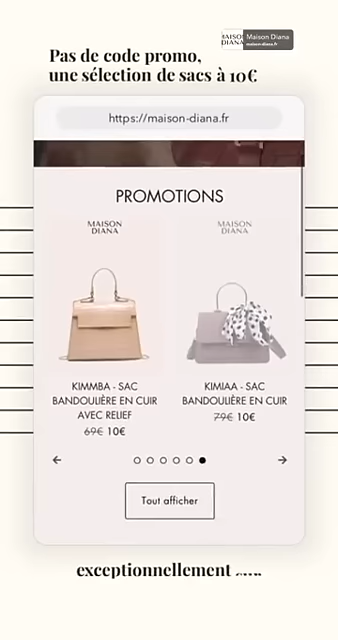 MAISON
DIANA
Maison Diana
maison-diana.fr
Pas de code promo,
une sélection de sacs à 10€
https://maison-diana.fr
PROMOTIONS
MAISON
DIANA
MAISON
DIANA
KIMMBA - SAC
BANDOULIÈRE EN CUIR
AVEC RELIEF
69€ 10€
KIMIAA - SAC
BANDOULIÈRE EN CUIR
79€ 10€
Tout afficher
exceptionnellement